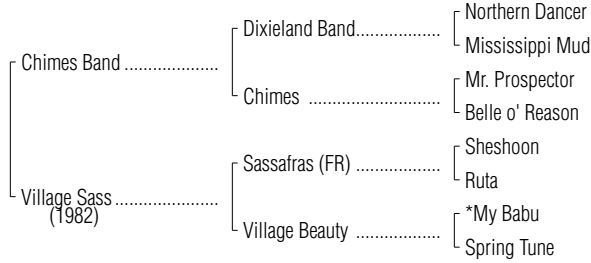 Northern Dancer
Dixieland Band....................
Mississippi Mud
Chimes Band ......................
Mr. Prospector
Chimes ...............................
Belle o' Reason
Sheshoon
Sassafras (FR) ....................
Ruta
Village Sass ........................
(1982)
*My Babu
Village Beauty ....................
Spring Tune